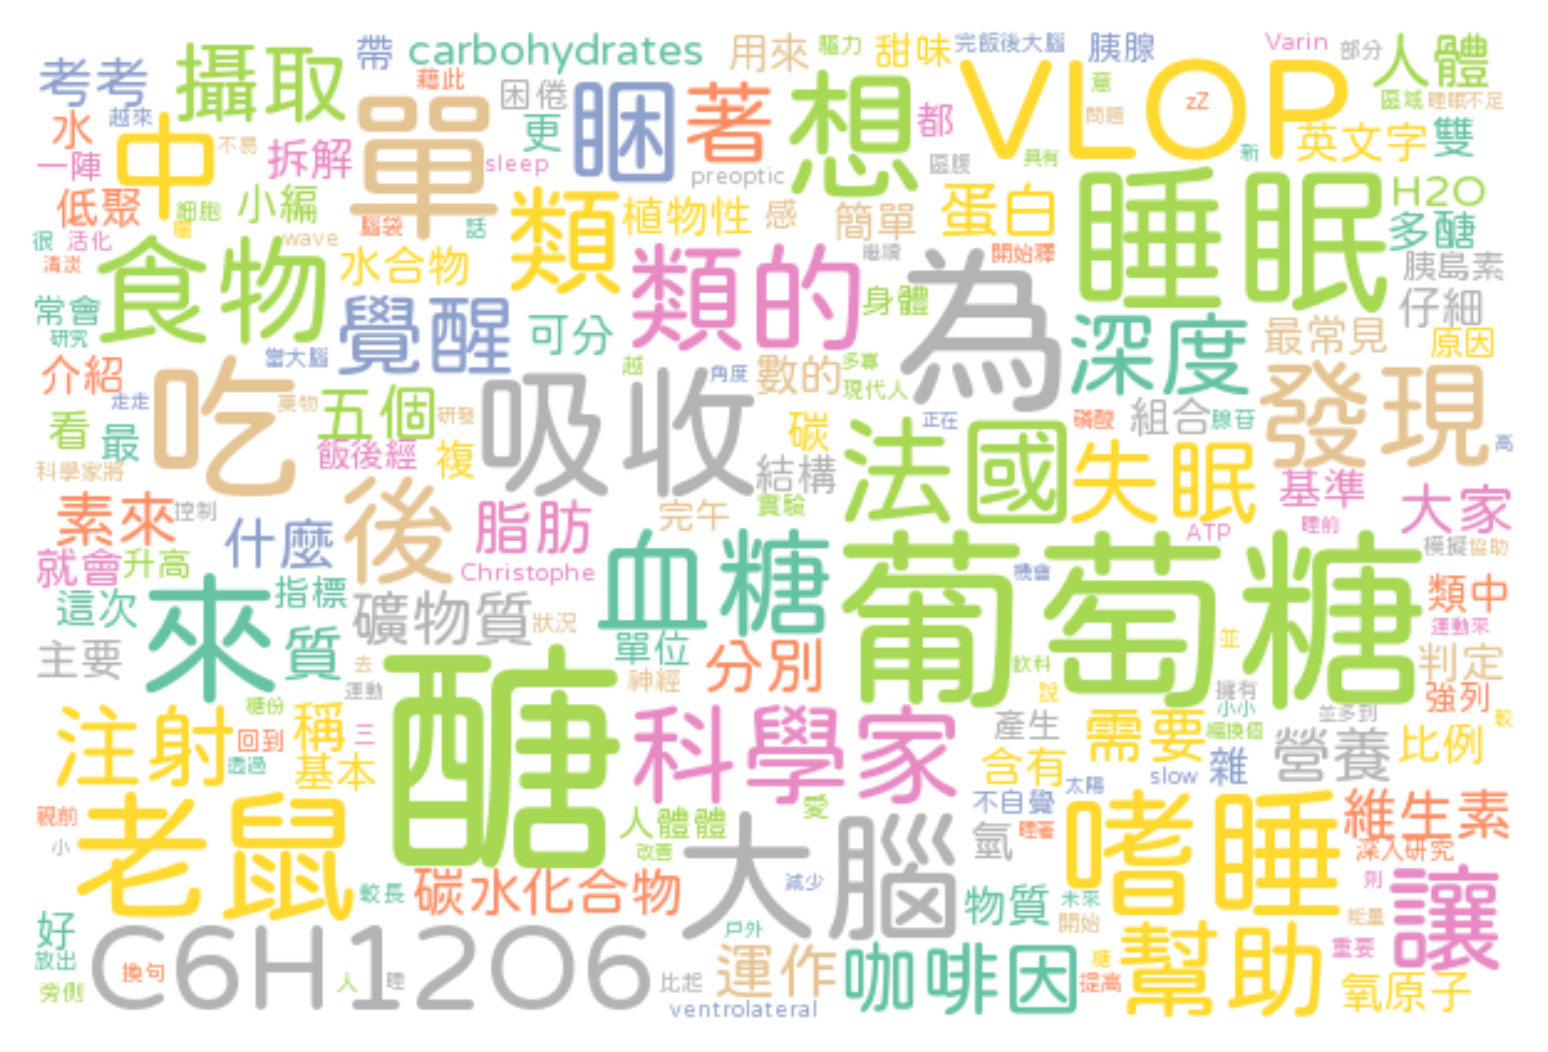 考考 攝取 帶 carbohydrates 用來 驅力 甜味 完飯後大腦 胰腺 Varin 部分 人體
藉此 困倦 睏 著 想 都 VLOP zZ 區域 睡眠不足
水 越來 中 不易 拆解 單 更 問題 英文字 雙
一陣 sleep preoptic 區腹 具有 新
低聚 細胞 小編 腦袋 話 類 植物性 感 簡單 蛋白 睡眠 H2O
很 活化 wave 多醣
清淡 食物 水合物 類的 繼續 開始釋 為 胰島素
常會 覺醒 可分 身體 深度 仔細
研究 當大腦 最常見 原因
介紹 越 角度 數的 多寡 發現
走走 吃 藥物 五個 研發 吸收 現代人
看 最 碳 法國 正在 磷酸 組合 腺苷
科學家將 飯後經 複 結構 失眠 高
素來 控制 後 脂肪 完午 實驗 基準 大家
什麼 ATP 睡前
就會 升高 Christophe 血糖 葡萄糖 機會 模擬 協助
這次 來 指標 礦物質 狀況 類中
主要 質 單位 分別 並 運動來
去 神經 飲料 判定
運動 醣 說 擁有 強列
注射 糖份 稱 三 科學家 產生 需要 小小 並多到 較
回到 透過 基本 含有 編換個 營養 比例
slow 雜
老鼠 人體體 愛 不自覺 太陽 嗜睡 維生素
小 改善 大腦 氫 睡著 深入研究
較長 碳水化合物 減少 物質 未來 則 讓
好 戶外 開始 能量
放出 C6H12O6 換句 運作 咖啡因 糖 幫助 重要
旁側 人 睡 比起 提高 氧原子
ventrolateral